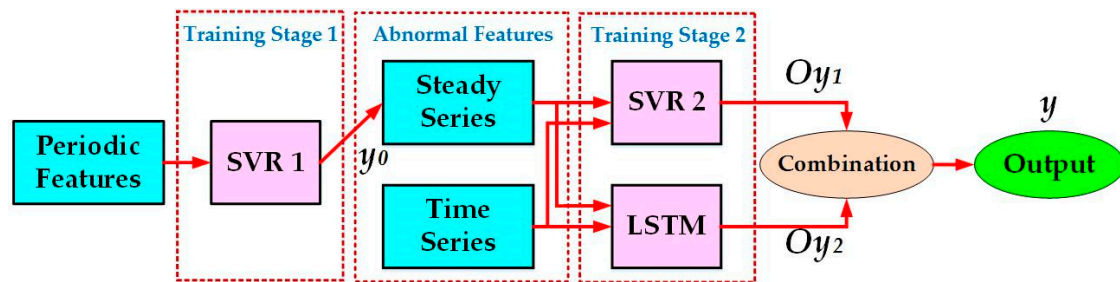 Training Stage 1
Abnormal Features
Training Stage 2
Periodic
Features
SVR 1
y0
Steady
Series
Time
Series
SVR 2
LSTM
Oy1
Oy2
Combination
y
Output